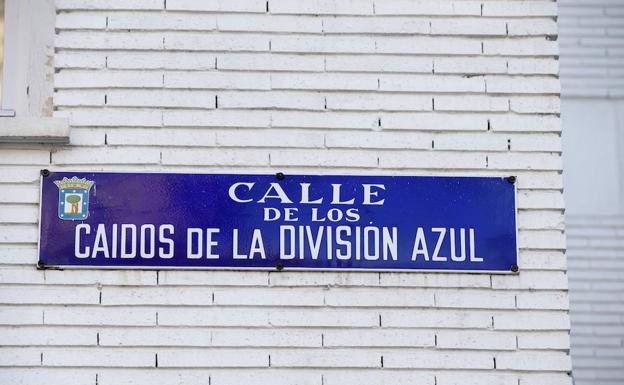 CALLE
DE LOS
CAIDOS DE LA DIVISIÓN AZUL